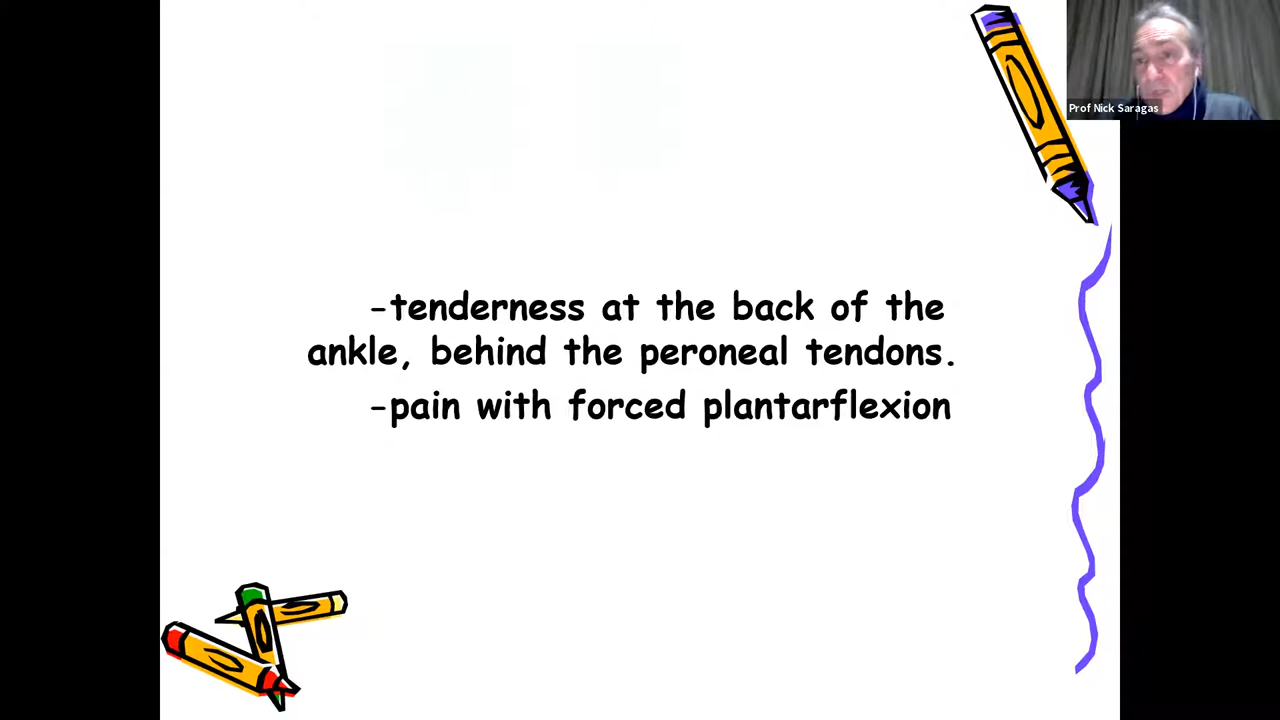 Prof Nick Saragas
-tenderness at the back of the
ankle, behind the peroneal tendons.
-pain with forced plantarflexion